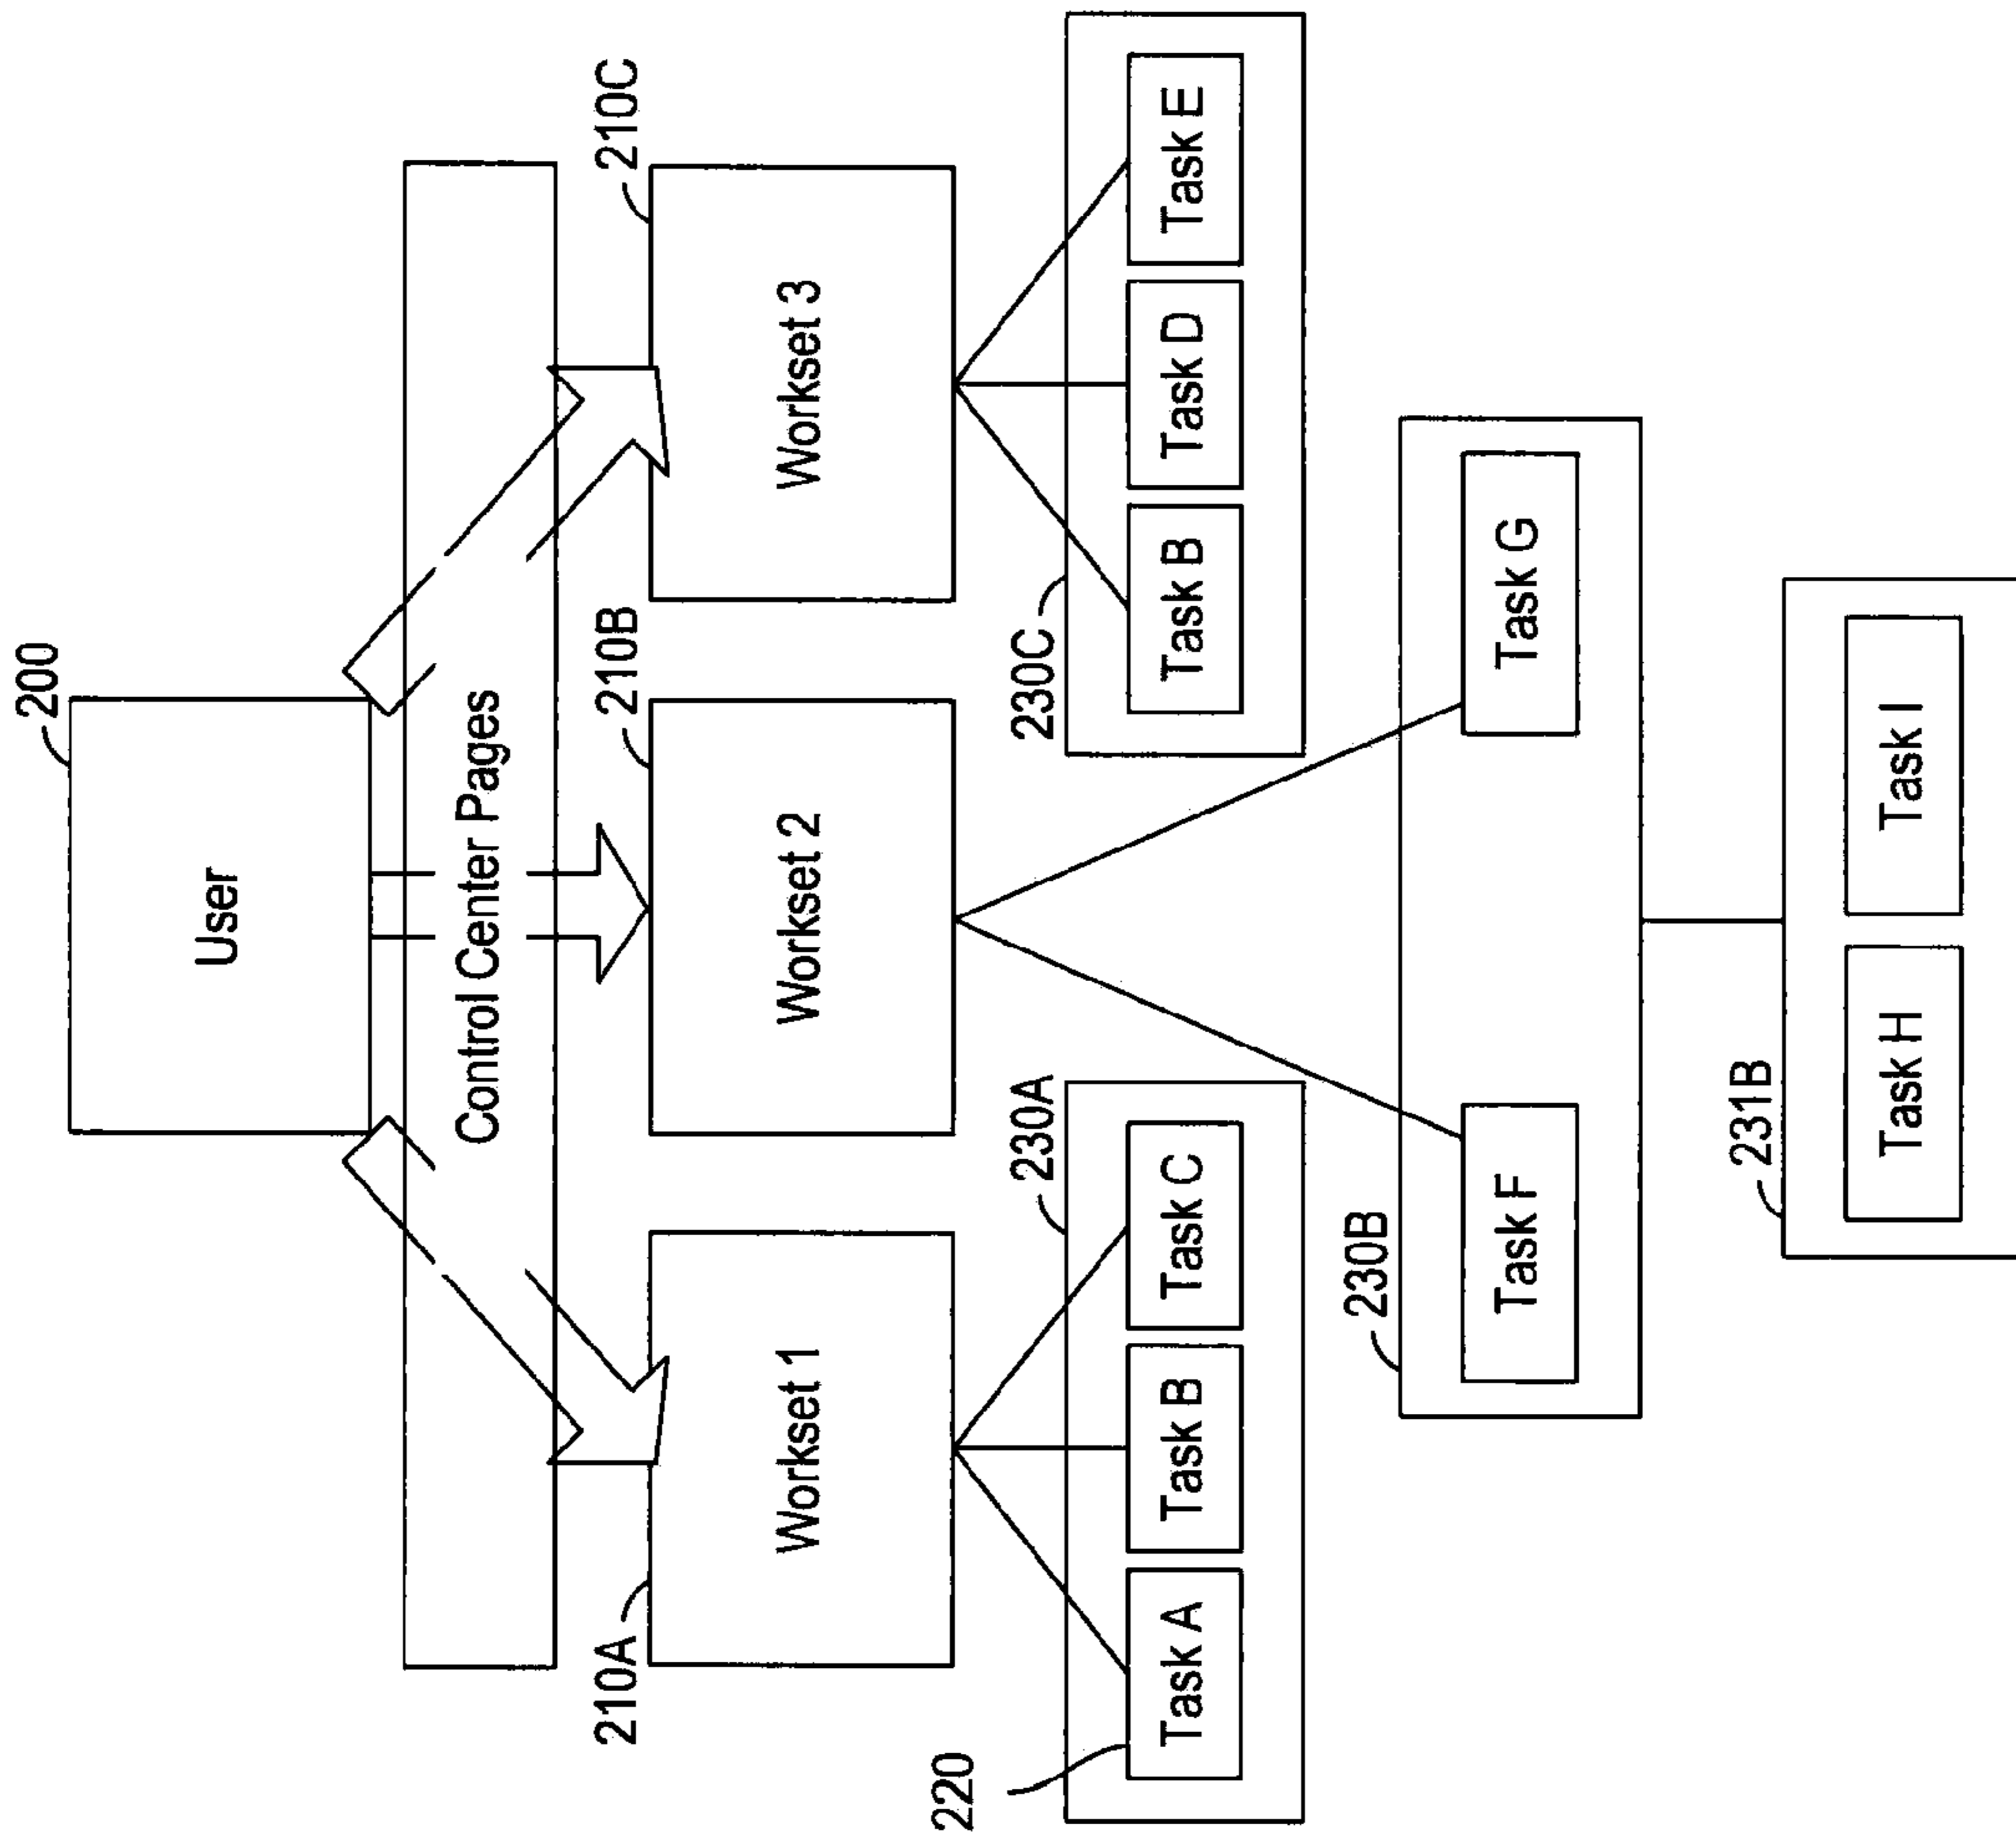 200
User
Control Center Pages
210A
210B
210C
Workset 1
Workset 2
Workset 3
220
230A
230C
Task A
Task B
Task C
Task B
Task D
Task E
230B
Task F
Task G
231B
Task H
Task I